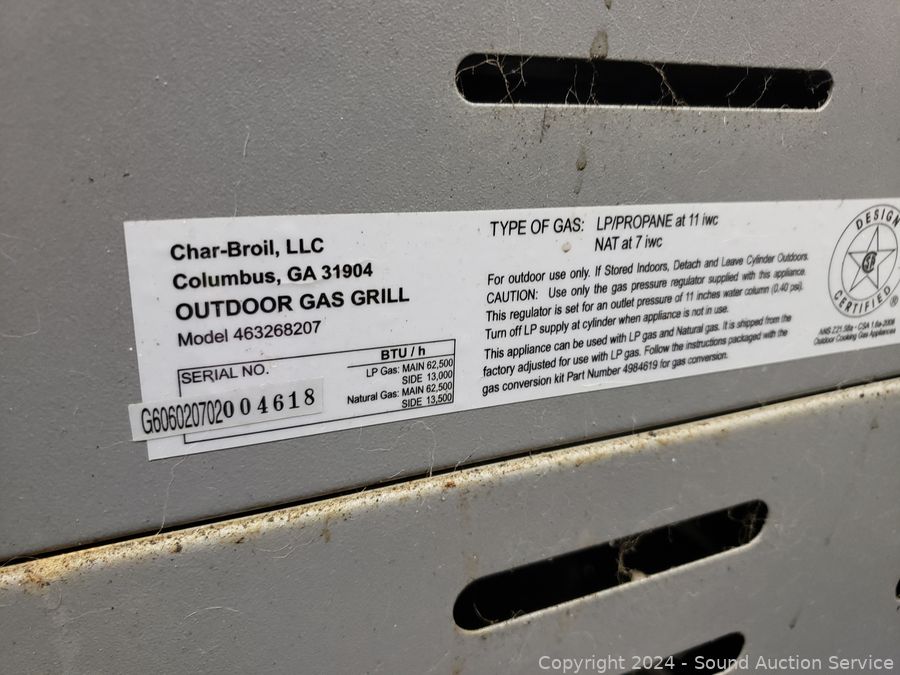 Char-Broil, LLC
Columbus, GA 31904
OUTDOOR GAS GRILL
Model 463268207
SERIAL NO.
G606020702004618
BTU / h
LP Gas: MAIN 62,500
SIDE 13,000
Natural Gas: MAIN 62,500
SIDE 13,500
TYPE OF GAS: LP/PROPANE at 11 iwc
NAT at 7 iwc
For outdoor use only. If Stored Indoors, Detach and Leave Cylinder Outdoors.
CAUTION: Use only the gas pressure regulator supplied with this appliance.
This regulator is set for an outlet pressure of 11 inches water column (0.40 psi).
Turn off LP supply at cylinder when appliance is not in use.
This appliance can be used with LP gas and Natural gas. It is shipped from the
factory adjusted for use with LP gas. Follow the instructions packaged with the
gas conversion kit Part Number 4984619 for gas conversion.
DESIGN
CERTIFIED
®
Outdoor Cooking Gas Appliances
Copyright 2024 - Sound Auction Service